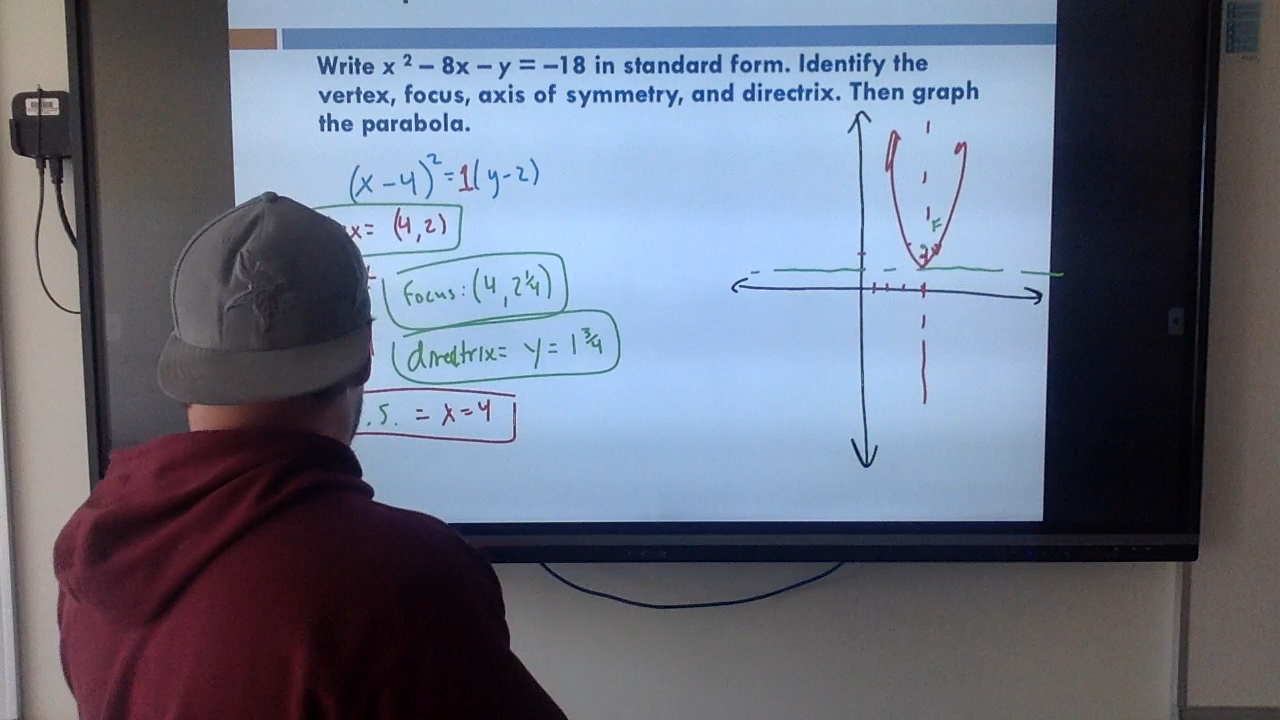 Write x ² – 8x – y = –18 in standard form. Identify the
vertex, focus, axis of symmetry, and directrix. Then graph
the parabola.
(x-4)²=1(y-2)
x= (4,2)
focus: (4,2¼)
directrix= y=1¾
.S. = x=4
F